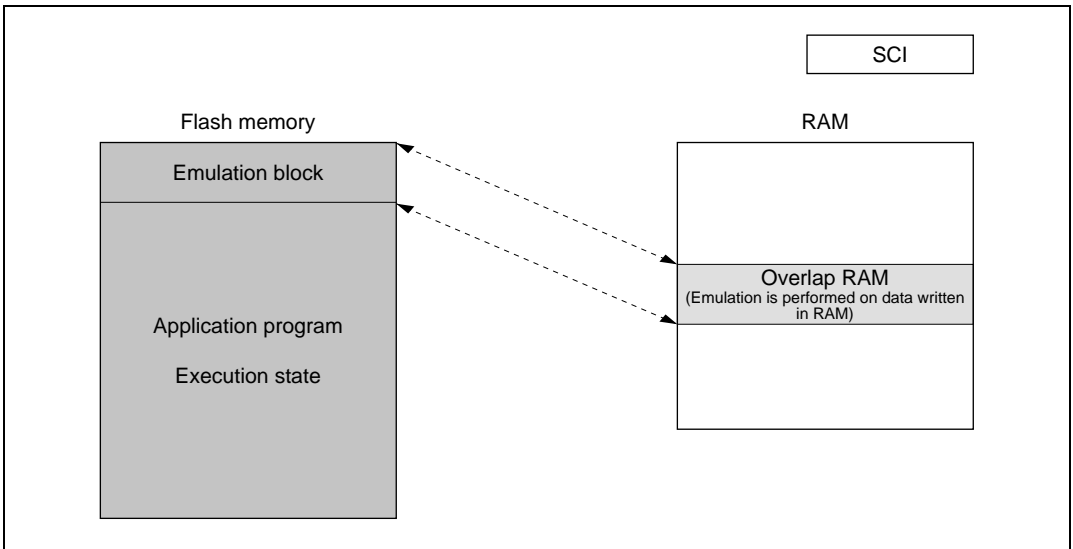 SCI
Flash memory
RAM
Emulation block
Overlap RAM
(Emulation is performed on data written
in RAM)
Application program
Execution state